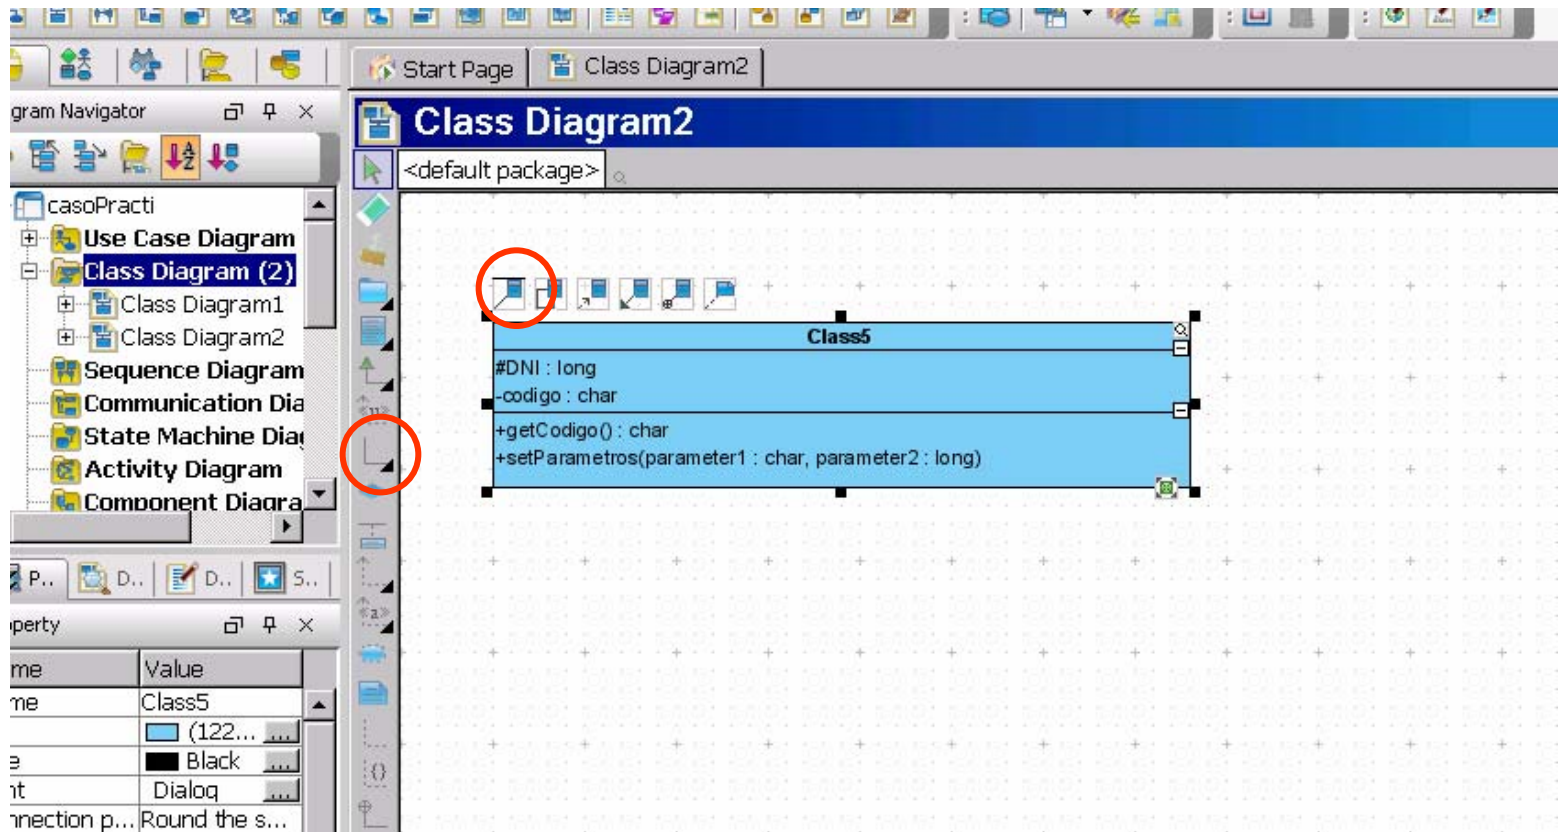 Start Page
Class Diagram2
gram Navigator
Class Diagram2
<default package>
casoPracti
Use Case Diagram
Class Diagram (2)
Class Diagram1
Class Diagram2
Sequence Diagram
Communication Dia
State Machine Dia
Activity Diagram
Component Diagra
Class5
#DNI : long
-codigo : char
+getCodigo() : char
+setParametros(parameter1 : char, parameter2 : long)
P..
D..
D..
S..
perty
me
Value
me
Class5
(122... ...
e
Black ...
nt
Dialog ...
nnection p...
Round the s...